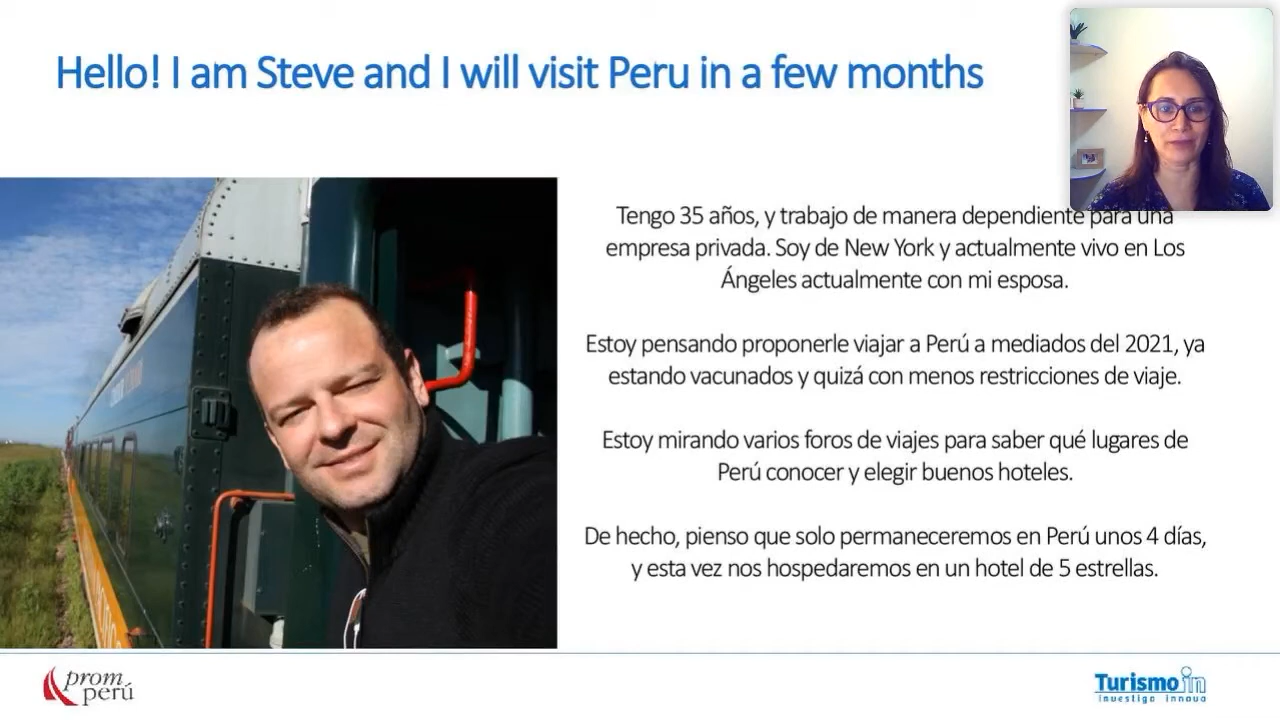 Hello! I am Steve and I will visit Peru in a few months
Tengo 35 años, y trabajo de manera dependiente para una
empresa privada. Soy de New York y actualmente vivo en Los
Ángeles actualmente con mi esposa.
Estoy pensando proponerle viajar a Perú a mediados del 2021, ya
estando vacunados y quizá con menos restricciones de viaje.
Estoy mirando varios foros de viajes para saber qué lugares de
Perú conocer y elegir buenos hoteles.
De hecho, pienso que solo permaneceremos en Perú unos 4 días,
y esta vez nos hospedaremos en un hotel de 5 estrellas.
prom
perú
Turismo in
investiga innova